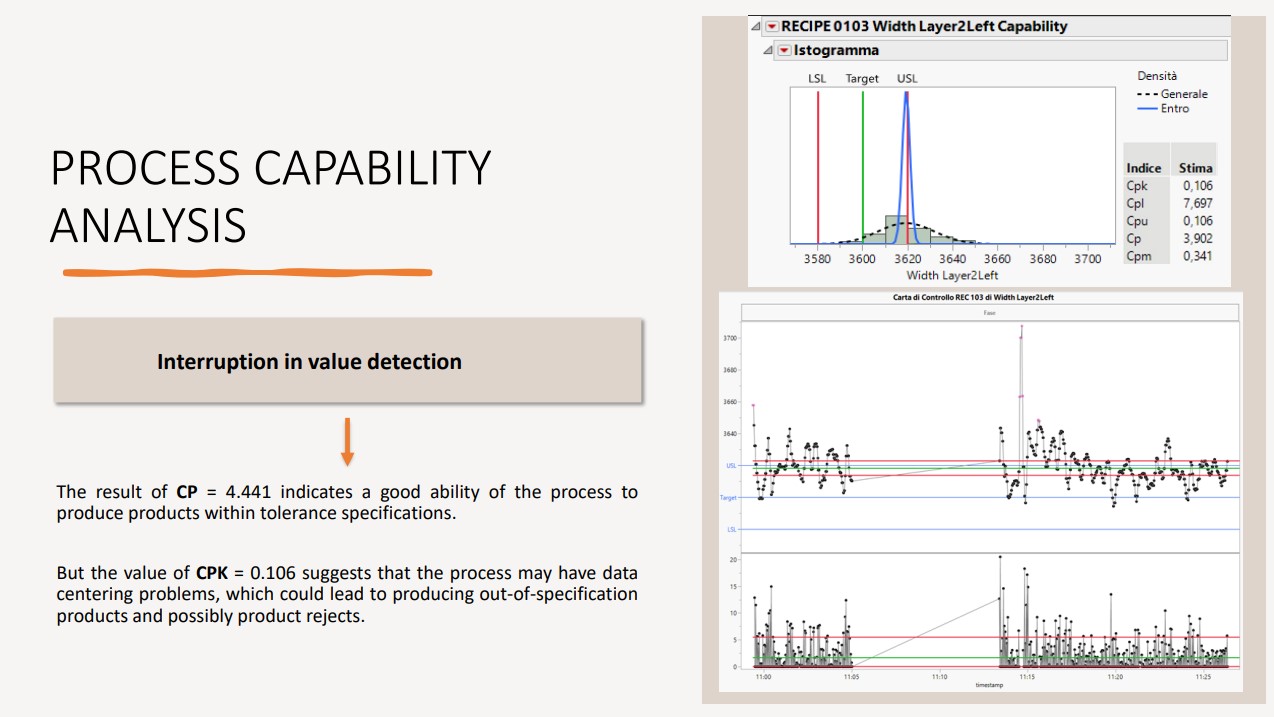 PROCESS CAPABILITY
ANALYSIS
Interruption in value detection
The result of CP = 4.441 indicates a good ability of the process to
produce products within tolerance specifications.
But the value of CPK = 0.106 suggests that the process may have data
centering problems, which could lead to producing out-of-specification
products and possibly product rejects.
RECIPE 0103 Width Layer2Left Capability
Istogramma
LSL Target USL
Densità
Generale
Entro
Indice Stima
Cpk 0,106
Cpl 7,697
Cpu 0,106
Cp 3,902
Cpm 0,341
3580 3600 3620 3640 3660 3680 3700
Width Layer2Left
Carta di Controllo REC 103 di Width Layer2Left
Fase
3700
3680
3660
3640
USL
Target
LSL
20
15
10
5
0
11:00 11:05 11:10 11:15 11:20 11:25
timestamp